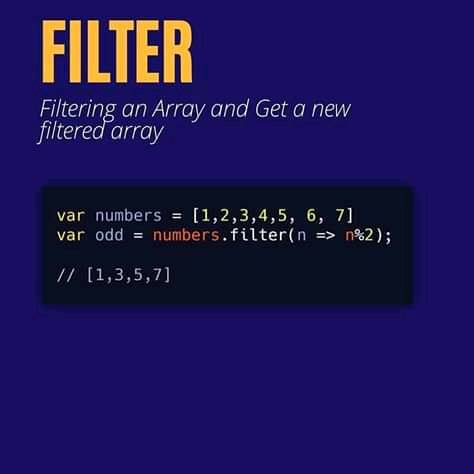 FILTER
Filtering an Array and Get a new
filtered array
var numbers = [1,2,3,4,5, 6, 7]
var odd = numbers.filter(n => n%2);
// [1,3,5,7]